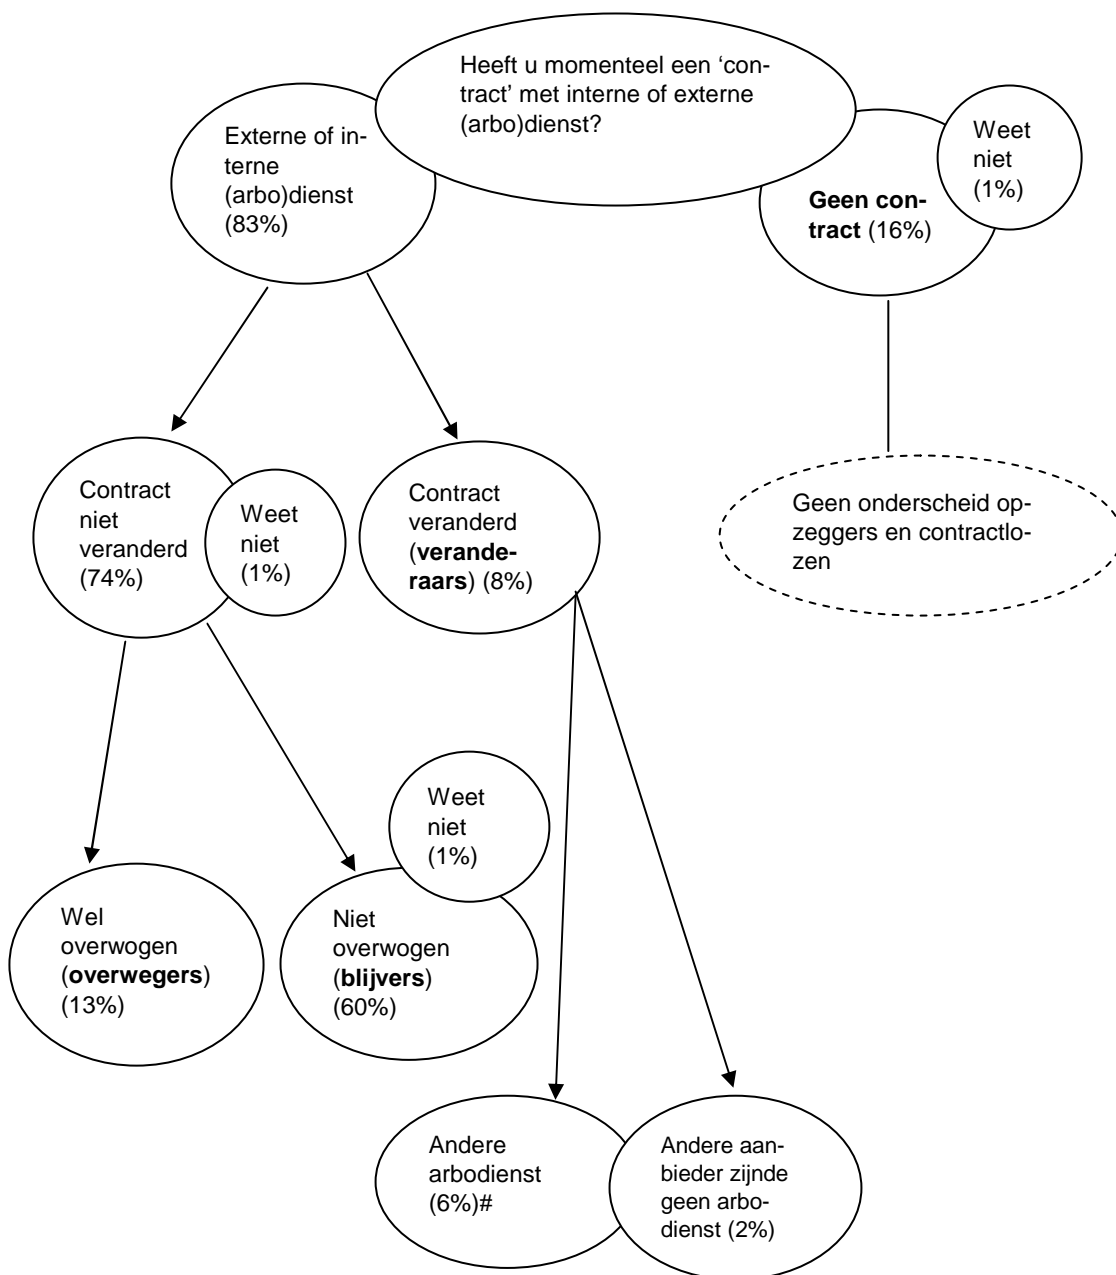 Heeft u momenteel een ‘con-
tract’ met interne of externe
(arbo)dienst?
Externe of in-
terne
(arbo)dienst
(83%)
Geen con-
tract (16%)
Weet
niet
(1%)
Contract
niet
veranderd
(74%)
Weet
niet
(1%)
Contract
veranderd
(verande-
raars) (8%)
Geen onderscheid op-
zeggers en contractlo-
zen
Wel
overwogen
(overwegers)
(13%)
Weet
niet
(1%)
Niet
overwogen
(blijvers)
(60%)
Andere
arbodienst
(6%)#
Andere aan-
bieder zijnde
geen arbo-
dienst (2%)